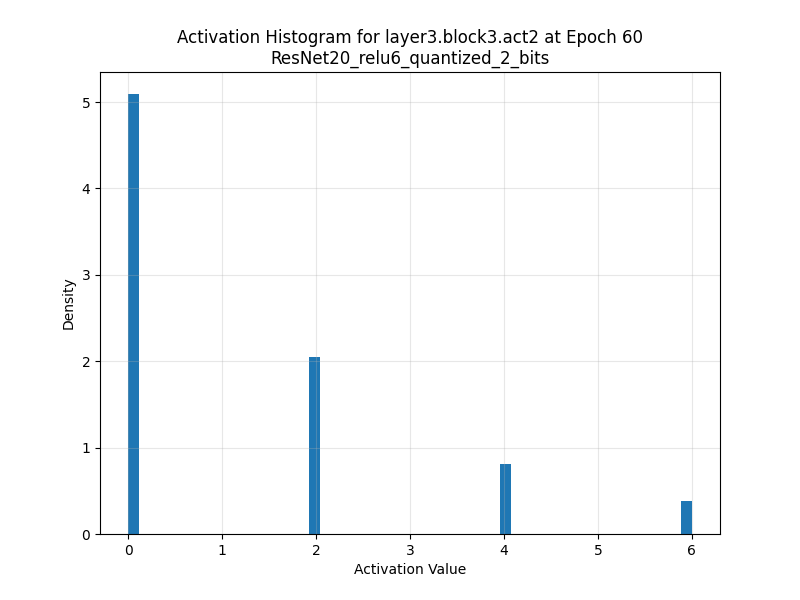 Activation Histogram for layer3.block3.act2 at Epoch 60
ResNet20_relu6_quantized_2_bits
5
4
3
2
1
0
Density
0 1 2 3 4 5 6
Activation Value